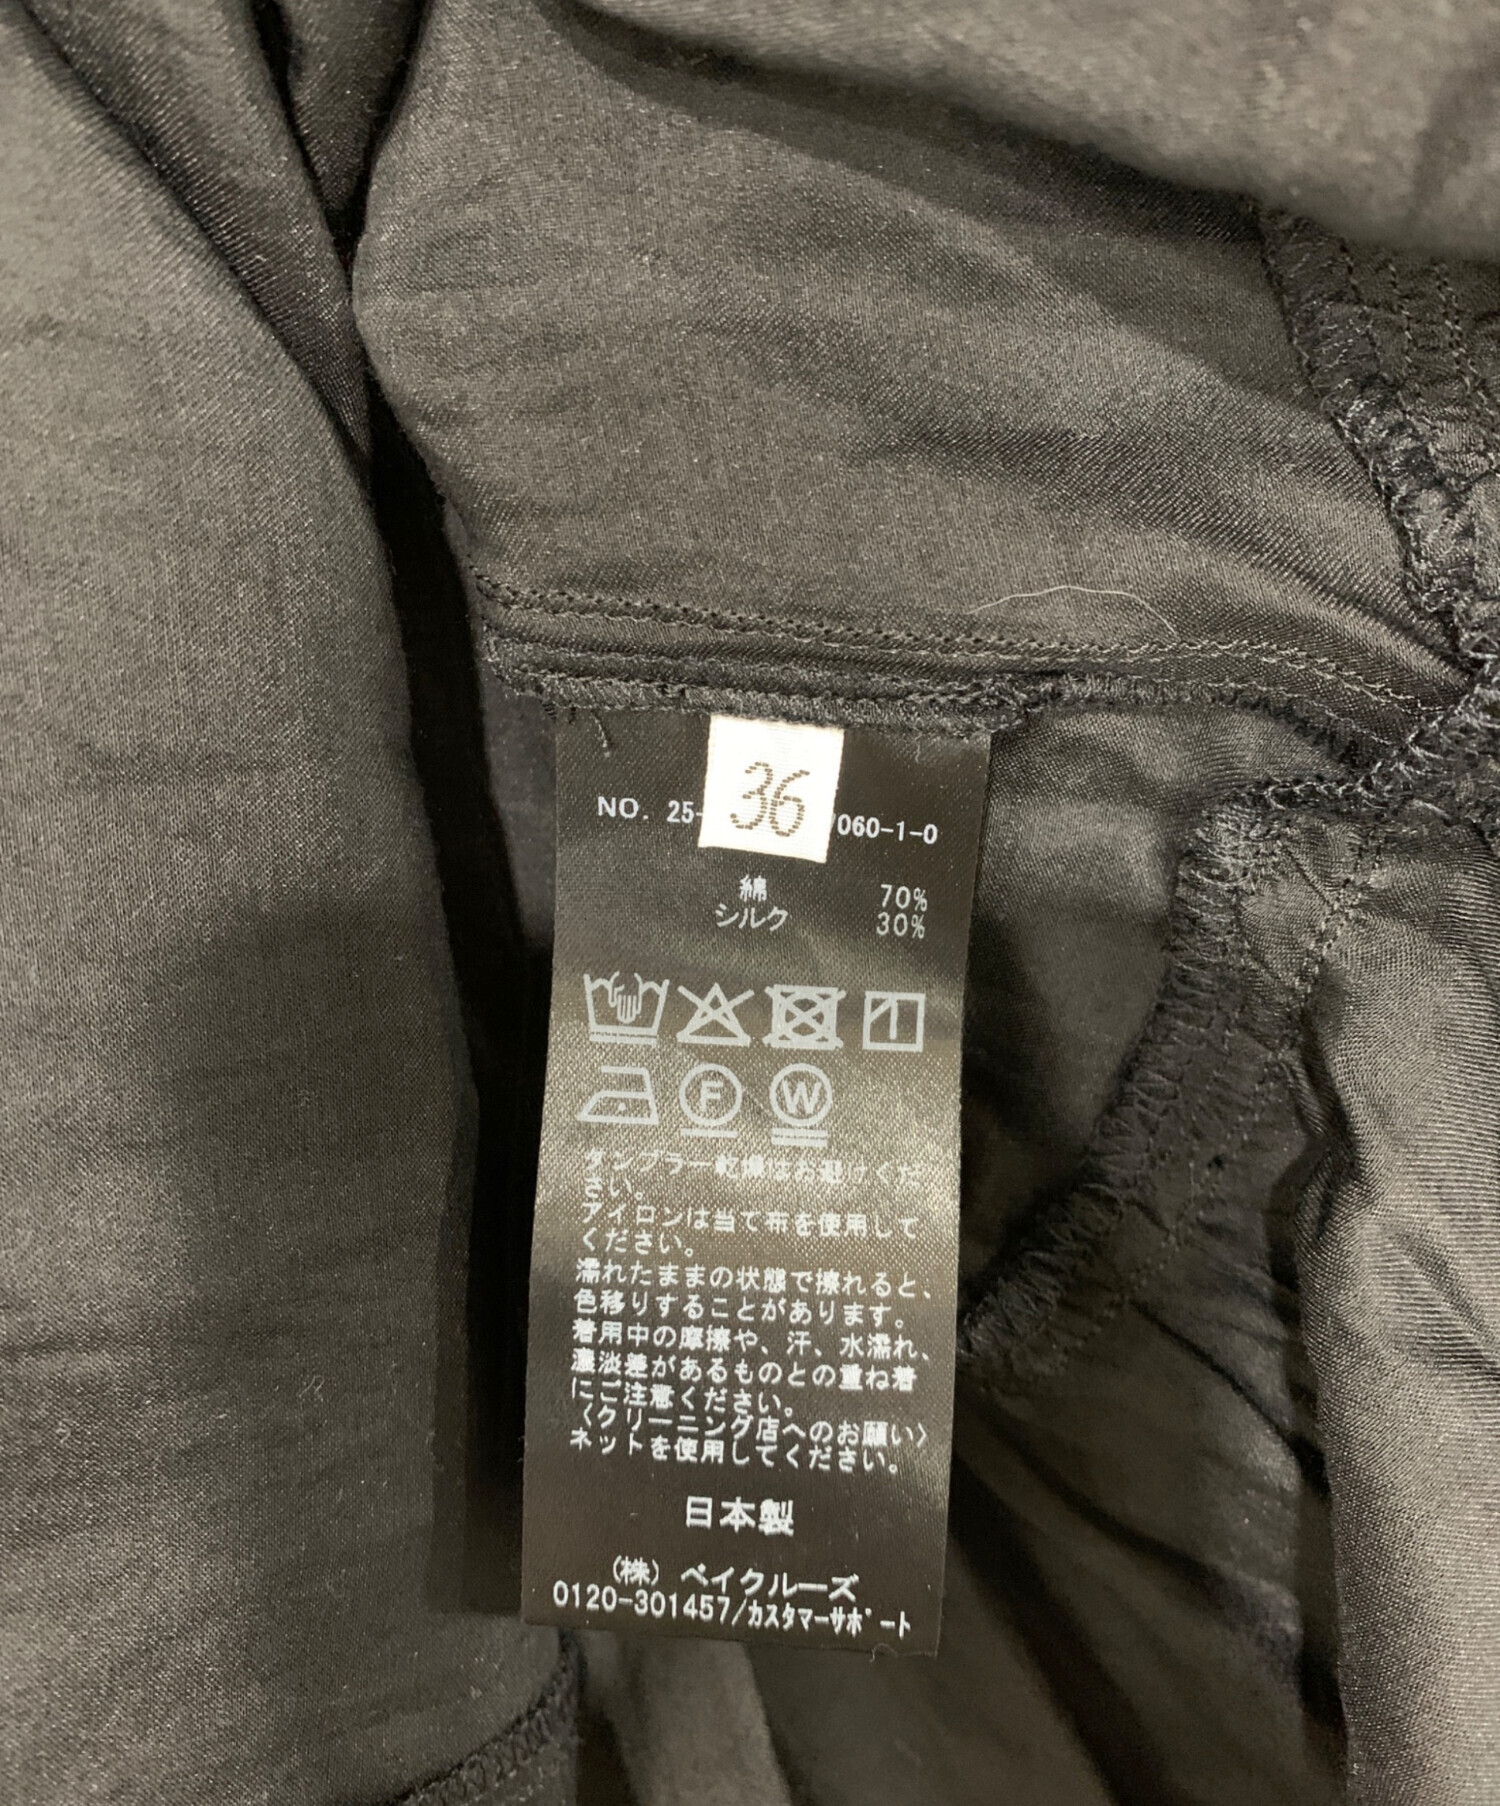 36
NO. 25- 060-1-0
綿 70%
シルク 30%
F W
タンブラー乾燥はお避けくだ
さい。
アイロンは当て布を使用して
ください。
濡れたままの状態で擦れると、
色移りすることがあります。
着用中の摩擦や、汗、水濡れ、
濃淡差があるものとの重ね着
にご注意ください。
〈クリーニング店へのお願い〉
ネットを使用してください。
日本製
(株) ベイクルーズ
0120-301457/カスタマーサポート